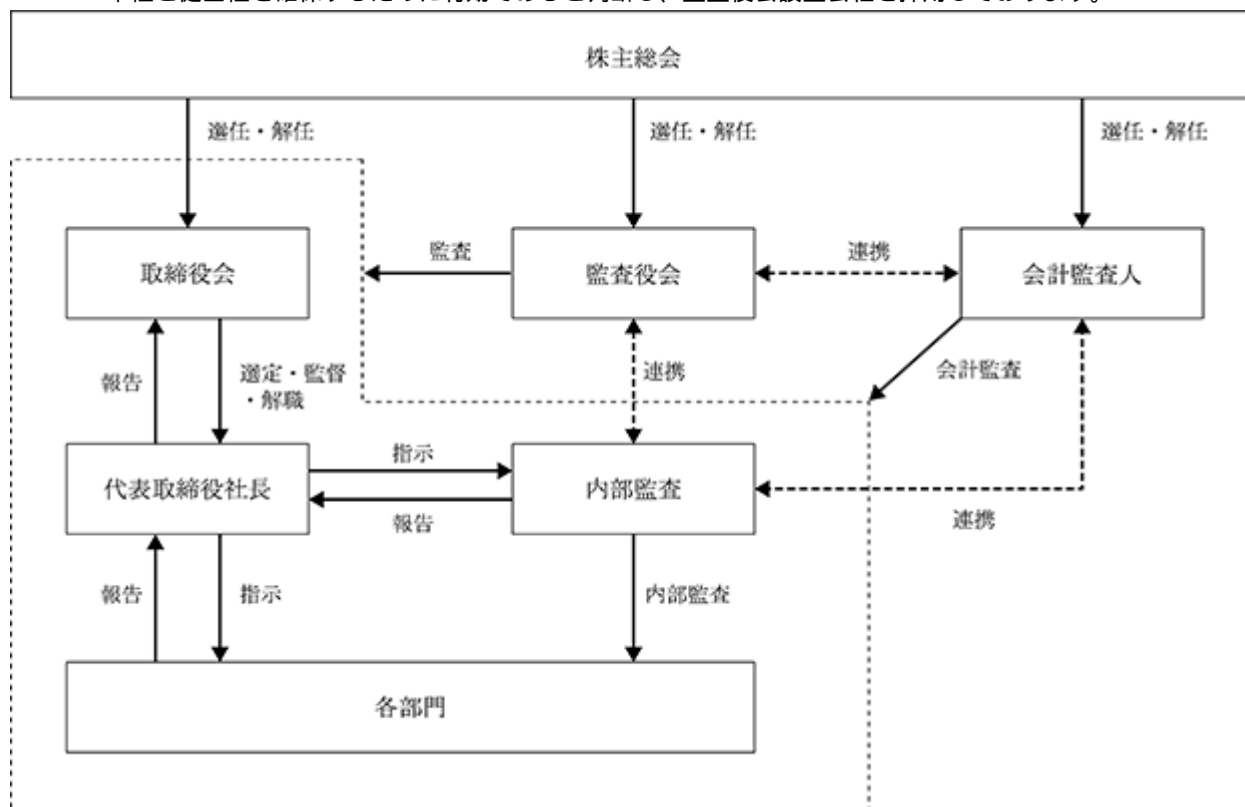 株主総会
選任・解任
選任・解任
選任・解任
取締役会
監査
監査役会
連携
会計監査人
報告
選定・監督
・解職
連携
会計監査
代表取締役社長
指示
報告
内部監査
連携
報告
指示
内部監査
各部門